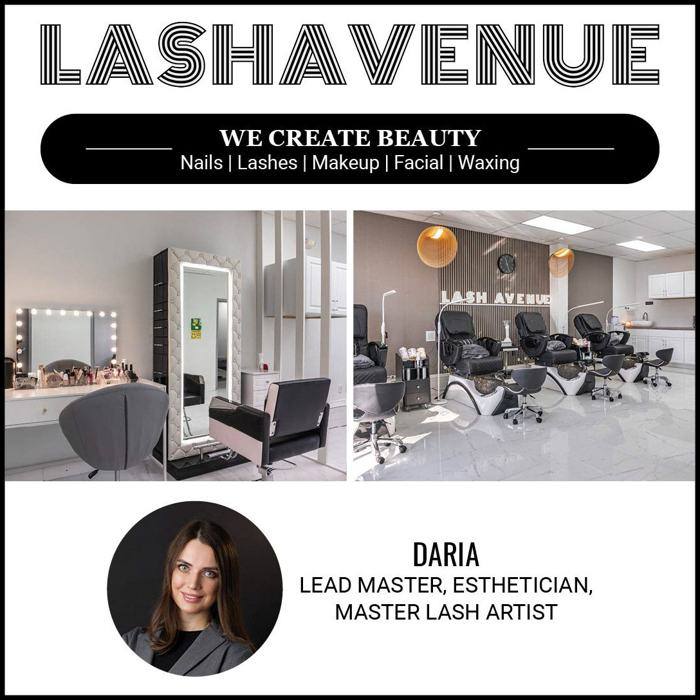 LASHAVENUE
WE CREATE BEAUTY
Nails | Lashes | Makeup | Facial | Waxing
LASH AVENUE
DARIA
LEAD MASTER, ESTHETICIAN,
MASTER LASH ARTIST